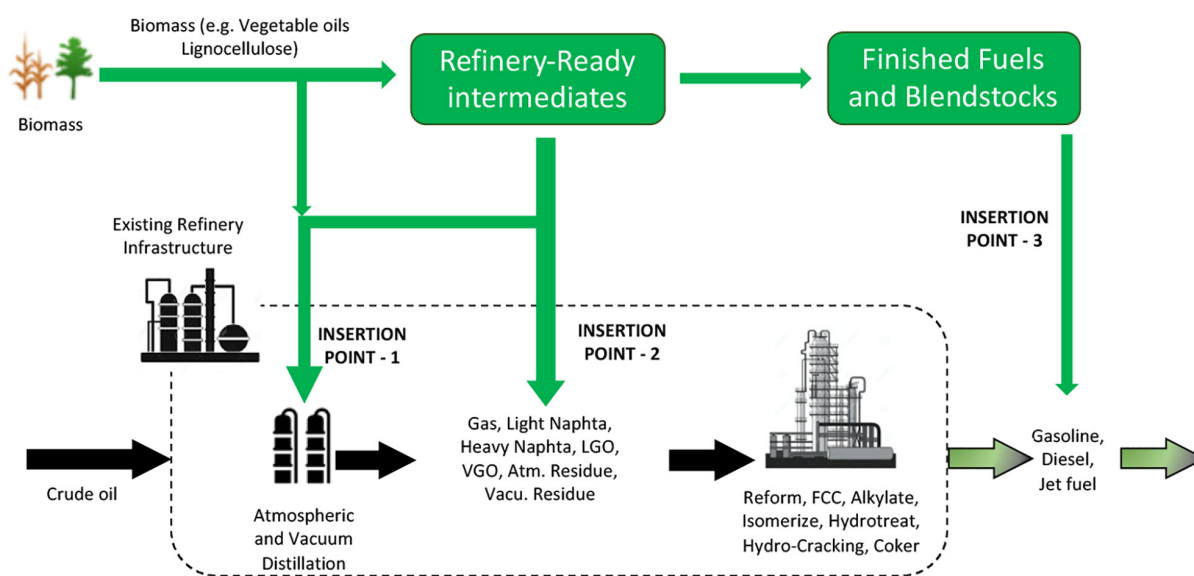 Biomass (e.g. Vegetable oils
Lignocellulose)
Biomass
Refinery-Ready
intermediates
Finished Fuels
and Blendstocks
Existing Refinery
Infrastructure
INSERTION
POINT - 1
INSERTION
POINT - 2
INSERTION
POINT - 3
Crude oil
Atmospheric
and Vacuum
Distillation
Gas, Light Naphta,
Heavy Naphta, LGO,
VGO, Atm. Residue,
Vacu. Residue
Reform, FCC, Alkylate,
Isomerize, Hydrotreat,
Hydro-Cracking, Coker
Gasoline,
Diesel,
Jet fuel